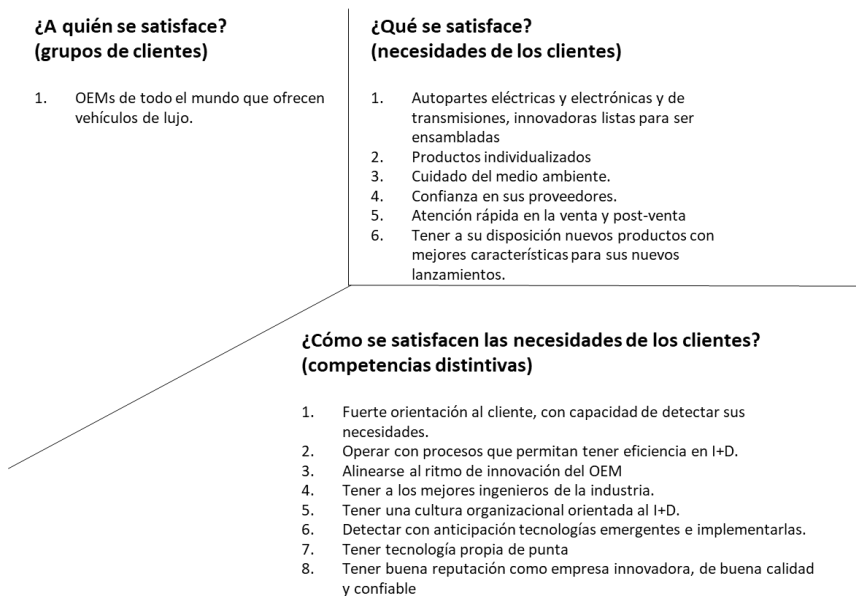 ¿A quién se satisface?
(grupos de clientes)
1. OEMs de todo el mundo que ofrecen
vehículos de lujo.
¿Qué se satisface?
(necesidades de los clientes)
1. Autopartes eléctricas y electrónicas y de
transmisiones, innovadoras listas para ser
ensambladas
2. Productos individualizados
3. Cuidado del medio ambiente.
4. Confianza en sus proveedores.
5. Atención rápida en la venta y post-venta
6. Tener a su disposición nuevos productos con
mejores características para sus nuevos
lanzamientos.
¿Cómo se satisfacen las necesidades de los clientes?
(competencias distintivas)
1. Fuerte orientación al cliente, con capacidad de detectar sus
necesidades.
2. Operar con procesos que permitan tener eficiencia en I+D.
3. Alinearse al ritmo de innovación del OEM
4. Tener a los mejores ingenieros de la industria.
5. Tener una cultura organizacional orientada al I+D.
6. Detectar con anticipación tecnologías emergentes e implementarlas.
7. Tener tecnología propia de punta
8. Tener buena reputación como empresa innovadora, de buena calidad
y confiable